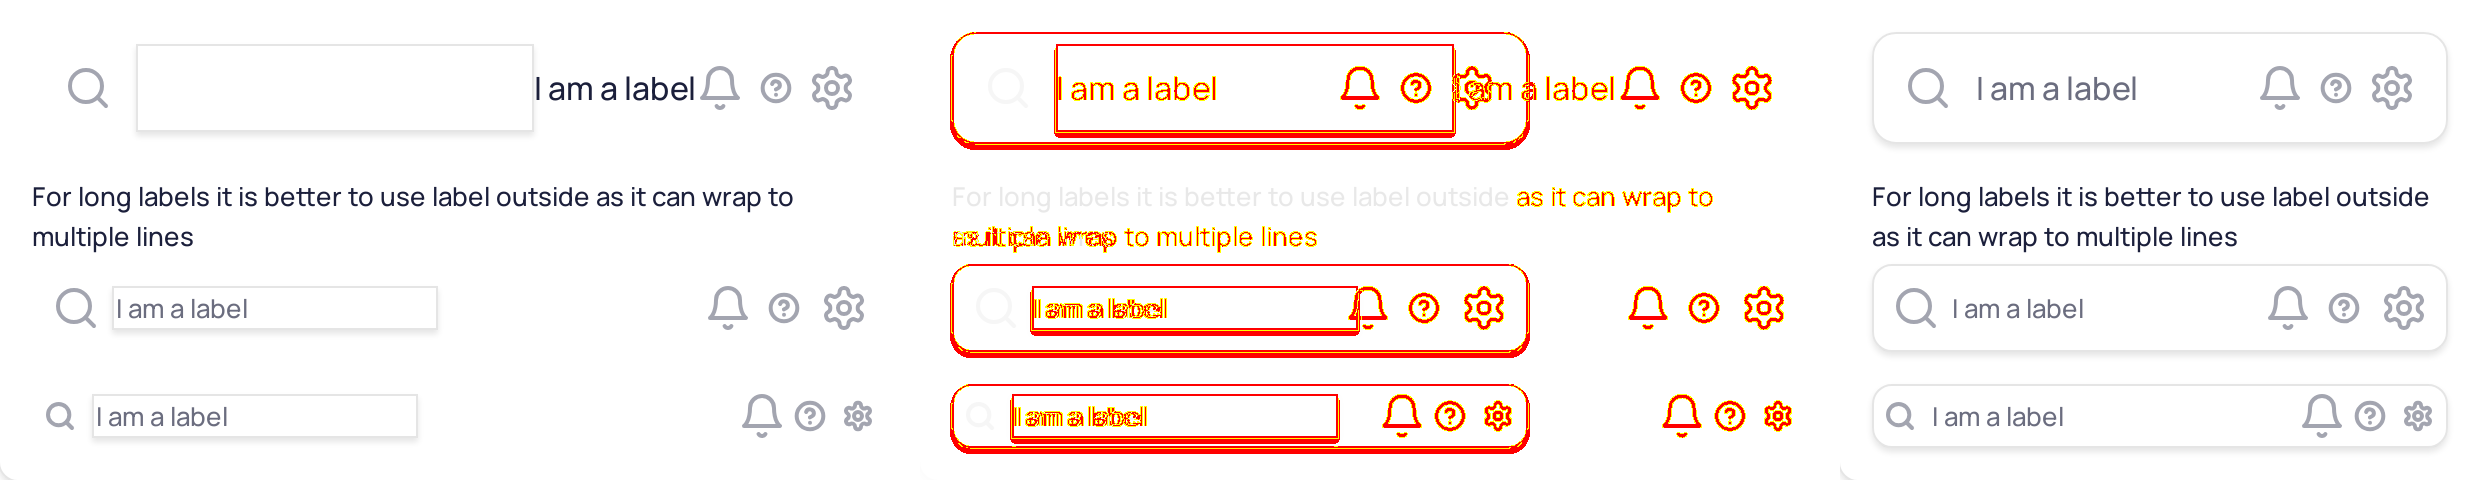 I am a label
I am a label
I am a label
I am a label
For long labels it is better to use label outside as it can wrap to
multiple lines
For long labels it is better to use label outside as it can wrap to
wrap to multiple lines
For long labels it is better to use label outside
as it can wrap to multiple lines
I am a label
I am a label
I am a label
I am a label
I am a label
I am a label